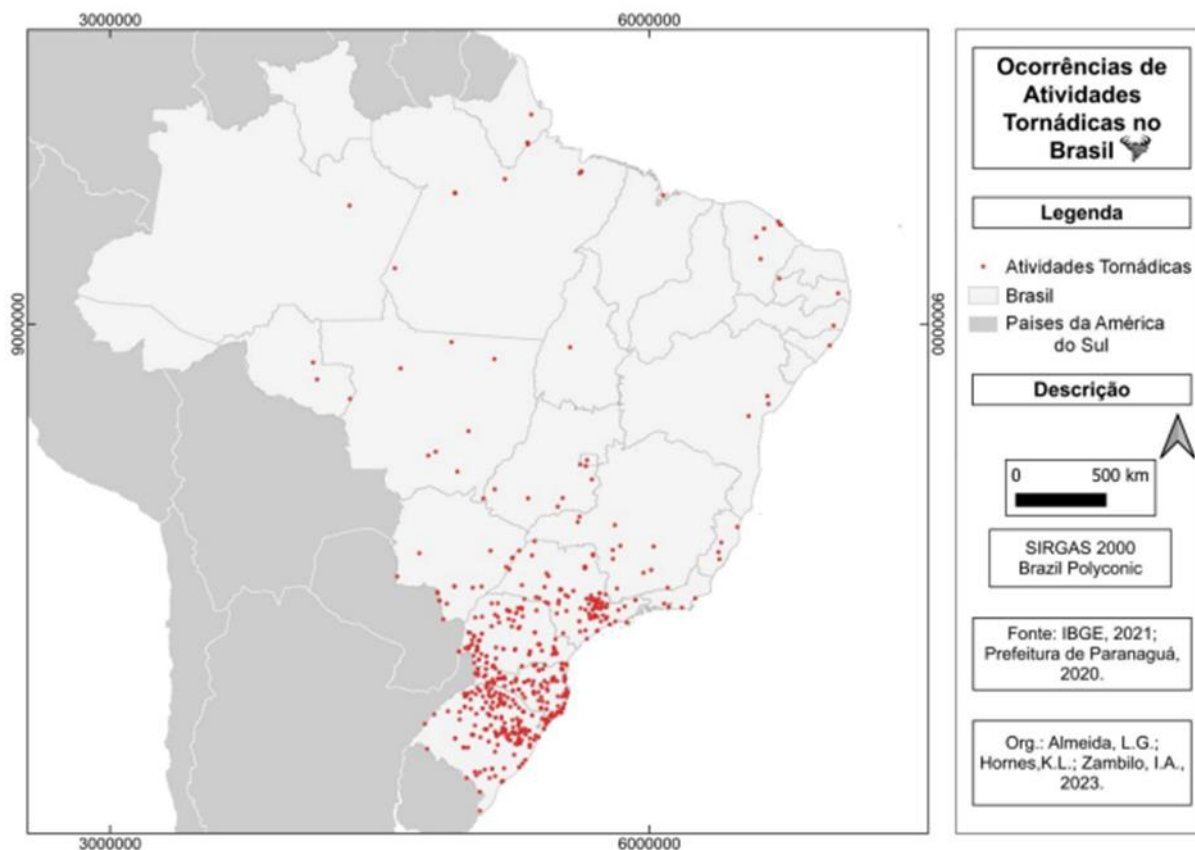 3000000
6000000
9000000
9000000
3000000
6000000
Ocorrências de
Atividades
Tornádicas no
Brasil
Legenda
Atividades Tornádicas
Brasil
Países da América
do Sul
Descrição
0 500 km
SIRGAS 2000
Brazil Polyconic
Fonte: IBGE, 2021;
Prefeitura de Paranaguá,
2020.
Org.: Almeida, L.G.;
Hornes,K.L.; Zambilo, I.A.,
2023.